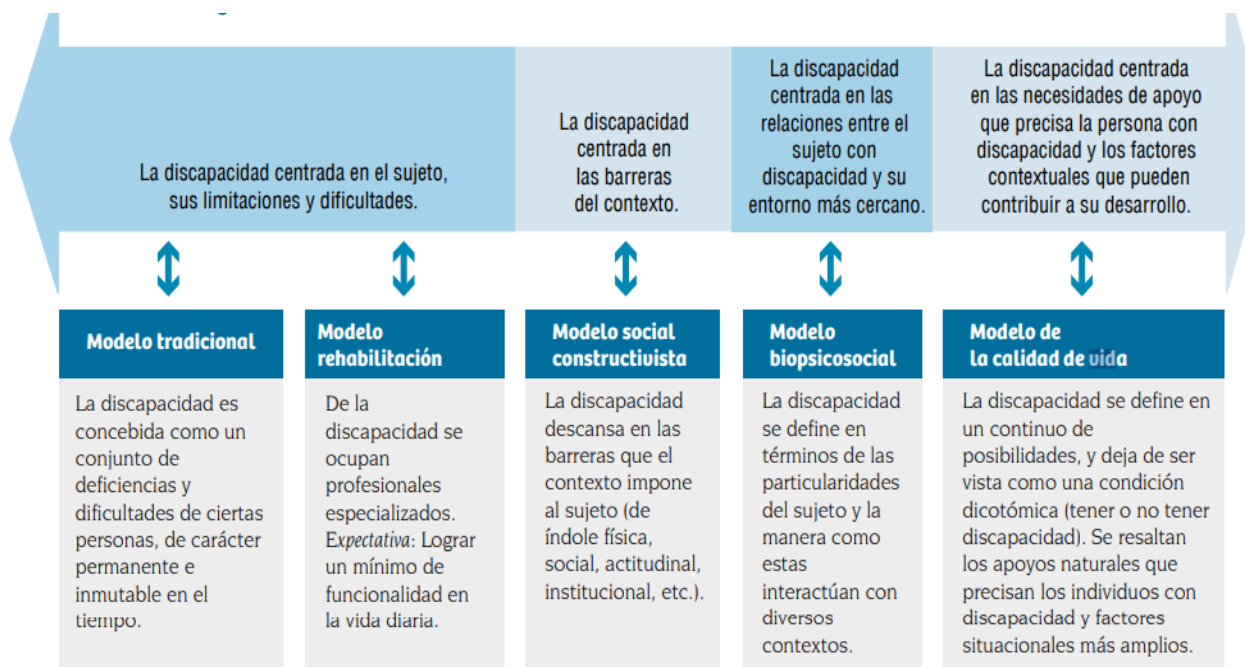 La discapacidad centrada en el sujeto,
sus limitaciones y dificultades.
La discapacidad
centrada en
las barreras
del contexto.
La discapacidad
centrada en las
relaciones entre el
sujeto con
discapacidad y su
entorno más cercano.
La discapacidad centrada
en las necesidades de apoyo
que precisa la persona con
discapacidad y los factores
contextuales que pueden
contribuir a su desarrollo.
Modelo tradicional
La discapacidad es
concebida como un
conjunto de
deficiencias y
dificultades de ciertas
personas, de carácter
permanente e
inmutable en el
tiempo.
Modelo
rehabilitación
De la
discapacidad se
ocupan
profesionales
especializados.
Expectativa: Lograr
un mínimo de
funcionalidad en
la vida diaria.
Modelo social
constructivista
La discapacidad
descansa en las
barreras que el
contexto impone
al sujeto (de
índole física,
social, actitudinal,
institucional, etc.).
Modelo
biopsicosocial
La discapacidad
se define en
términos de las
particularidades
del sujeto y la
manera como
estas
interactúan con
diversos
contextos.
Modelo de
la calidad de vida
La discapacidad se define en
un continuo de
posibilidades, y deja de ser
vista como una condición
dicotómica (tener o no tener
discapacidad). Se resaltan
los apoyos naturales que
precisan los individuos con
discapacidad y factores
situacionales más amplios.